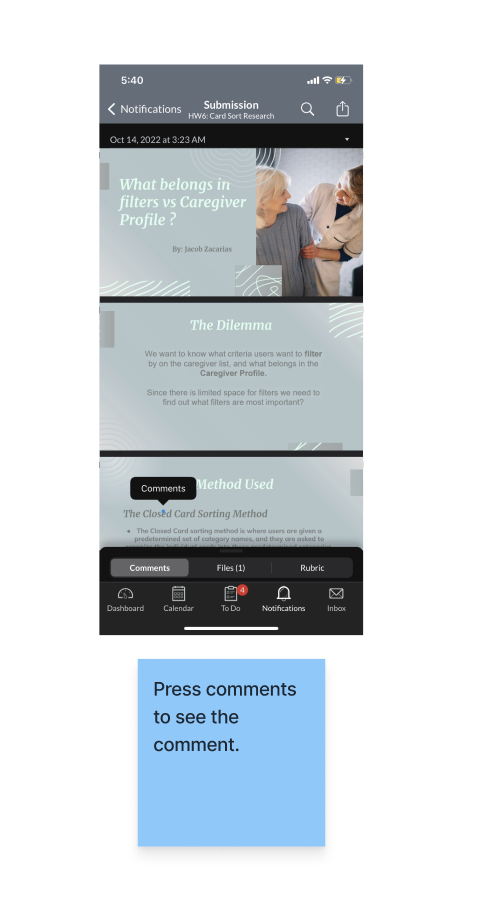 5:40
Notifications
Submission
HW6: Card Sort Research
Oct 14, 2022 at 3:23 AM
What belongs in
filters vs Caregiver
Profile ?
By: Jacob Zacarias
The Dilemma
We want to know what criteria users want to filter
by on the caregiver list, and what belongs in the
Caregiver Profile.
Since there is limited space for filters we need to
find out what filters are most important?
Method Used
Comments
The Closed Card Sorting Method
• The Closed Card sorting method is where users are given a
predetermined set of category names, and they are asked to
Comments
Files (1)
Rubric
4
Dashboard
Calendar
To Do
Notifications
Inbox
Press comments
to see the
comment.